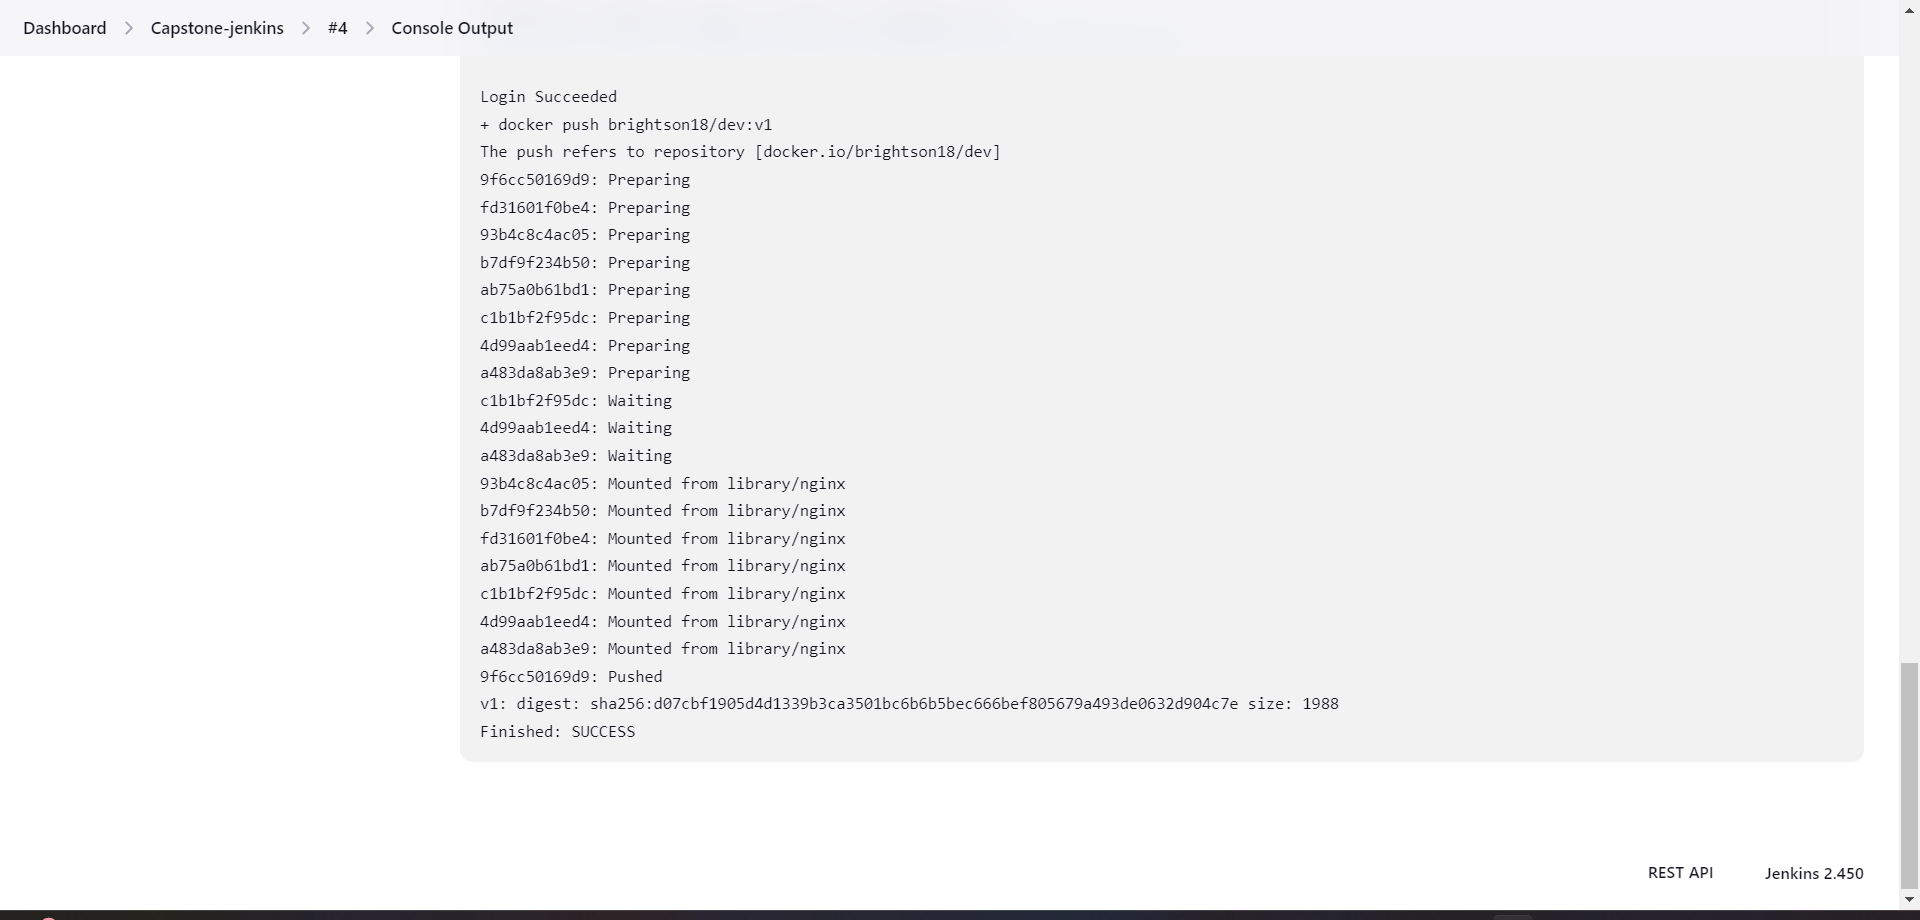 Dashboard > Capstone-jenkins > #4 > Console Output
Login Succeeded
+ docker push brightson18/dev:v1
The push refers to repository [docker.io/brightson18/dev]
9f6cc50169d9: Preparing
fd31601f0be4: Preparing
93b4c8c4ac05: Preparing
b7df9f234b50: Preparing
ab75a0b61bd1: Preparing
c1b1bf2f95dc: Preparing
4d99aab1eed4: Preparing
a483da8ab3e9: Preparing
c1b1bf2f95dc: Waiting
4d99aab1eed4: Waiting
a483da8ab3e9: Waiting
93b4c8c4ac05: Mounted from library/nginx
b7df9f234b50: Mounted from library/nginx
fd31601f0be4: Mounted from library/nginx
ab75a0b61bd1: Mounted from library/nginx
c1b1bf2f95dc: Mounted from library/nginx
4d99aab1eed4: Mounted from library/nginx
a483da8ab3e9: Mounted from library/nginx
9f6cc50169d9: Pushed
v1: digest: sha256:d07cbf1905d4d1339b3ca3501bc6b6b5bec666bef805679a493de0632d904c7e size: 1988
Finished: SUCCESS
REST API Jenkins 2.450